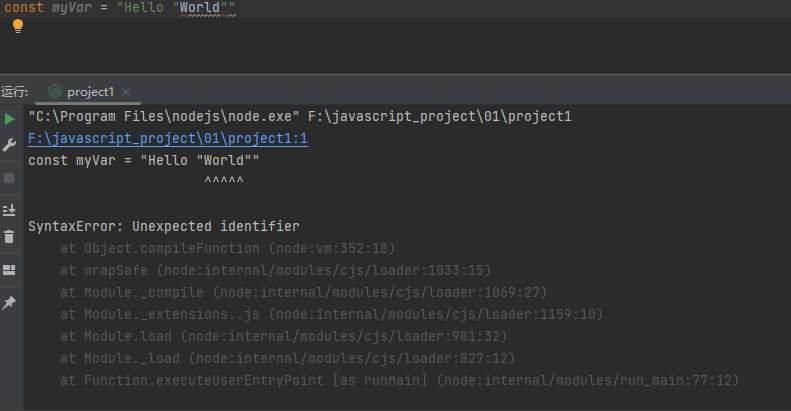 const myVar = "Hello "World""
运行: project1 ×
"C:\Program Files\nodejs\node.exe" F:\javascript_project\01\project1
F:\javascript_project\01\project1:1
const myVar = "Hello "World""
^^^^^
SyntaxError: Unexpected identifier
at Object.compileFunction (node:vm:352:18)
at wrapSafe (node:internal/modules/cjs/loader:1033:15)
at Module._compile (node:internal/modules/cjs/loader:1069:27)
at Module._extensions..js (node:internal/modules/cjs/loader:1159:10)
at Module.load (node:internal/modules/cjs/loader:981:32)
at Module._load (node:internal/modules/cjs/loader:827:12)
at Function.executeUserEntryPoint [as runMain] (node:internal/modules/run_main:77:12)